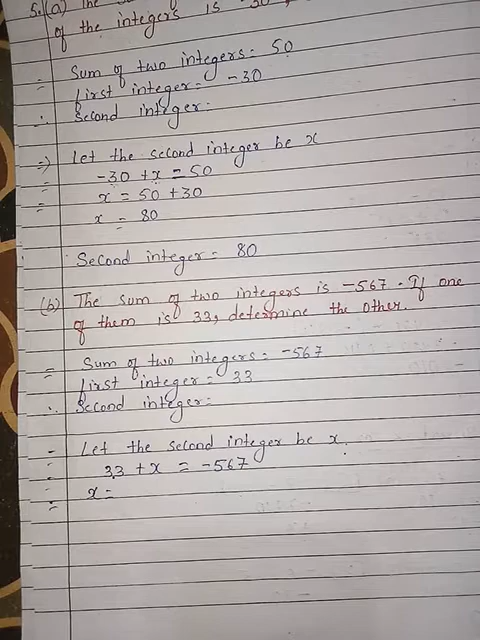 5.(a) The
of the integers is -30,
= Sum of two integers = 50
First integer = -30
∴ Second integer =
⇒ Let the second integer be x
= -30 + x = 50
= x = 50 + 30
x = 80
Second integer = 80
(b) The sum of two integers is -567. If one
of them is 33, determine the other.
= Sum of two integers = -567
First integer = 33
∴ Second integer =
- Let the second integer be x.
- 33 + x = -567
- x =
=